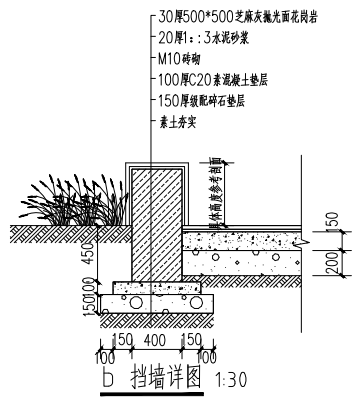 30厚500*500芝麻灰抛光面花岗岩
20厚1：:3水泥砂浆
M10砖砌
100厚C20素混凝土垫层
150厚级配碎石垫层
素土夯实
具体高度参考剖面
450
100
150
150
200
100 150 400 150 100
b 挡墙详图 1:30